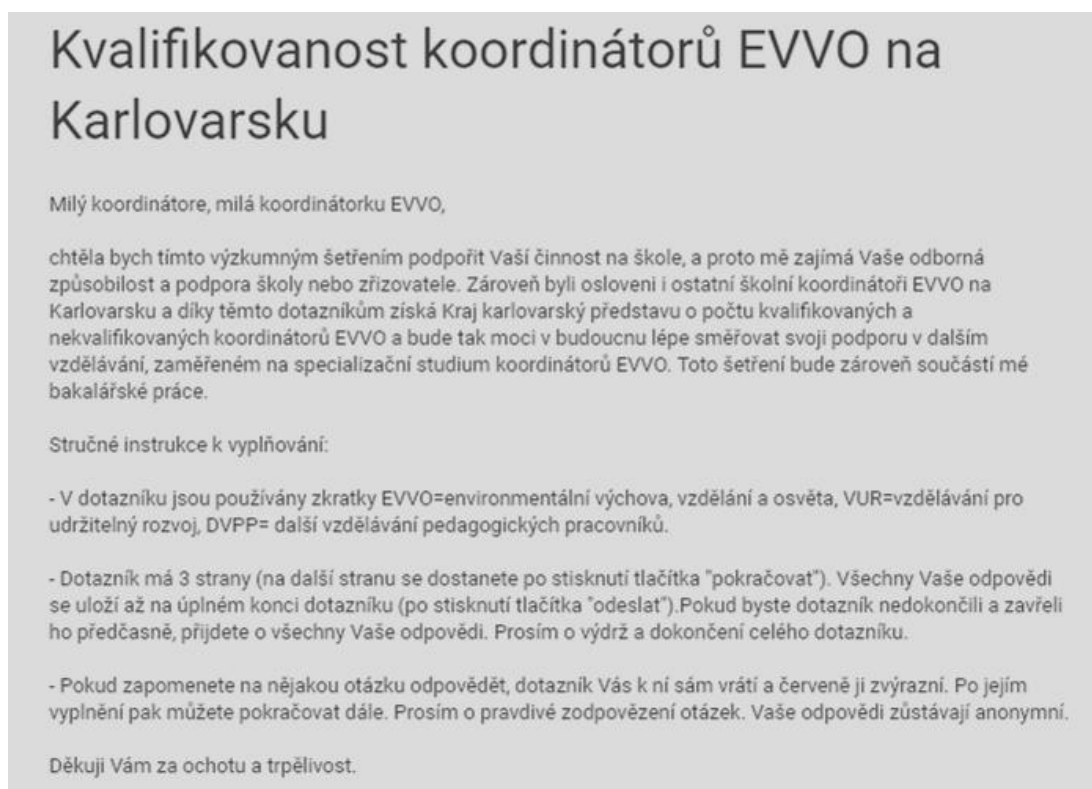 Kvalifikovanost koordinátorů EVVO na
Karlovarsku
Milý koordinátore, milá koordinátorku EVVO,
chtěla bych tímto výzkumným šetřením podpořit Vaší činnost na škole, a proto mě zajímá Vaše odborná
způsobilost a podpora školy nebo zřizovatele. Zároveň byli osloveni i ostatní školní koordinátoři EVVO na
Karlovarsku a díky těmto dotazníkům získá Kraj karlovarský představu o počtu kvalifikovaných a
nekvalifikovaných koordinátorů EVVO a bude tak moci v budoucnu lépe směřovat svoji podporu v dalším
vzdělávání, zaměřeném na specializační studium koordinátorů EVVO. Toto šetření bude zároveň součástí mé
bakalářské práce.
Stručné instrukce k vyplňování:
- V dotazníku jsou používány zkratky EVVO=environmentální výchova, vzdělání a osvěta, VUR=vzdělávání pro
udržitelný rozvoj, DVPP= další vzdělávání pedagogických pracovníků.
- Dotazník má 3 strany (na další stranu se dostanete po stisknutí tlačítka "pokračovat"). Všechny Vaše odpovědi
se uloží až na úplném konci dotazníku (po stisknutí tlačítka "odeslat").Pokud byste dotazník nedokončili a zavřeli
ho předčasně, přijdete o všechny Vaše odpovědi. Prosím o výdrž a dokončení celého dotazníku.
- Pokud zapomenete na nějakou otázku odpovědět, dotazník Vás k ní sám vrátí a červeně ji zvýrazní. Po jejím
vyplnění pak můžete pokračovat dále. Prosím o pravdivé zodpovězení otázek. Vaše odpovědi zůstávají anonymní.
Děkuji Vám za ochotu a trpělivost.